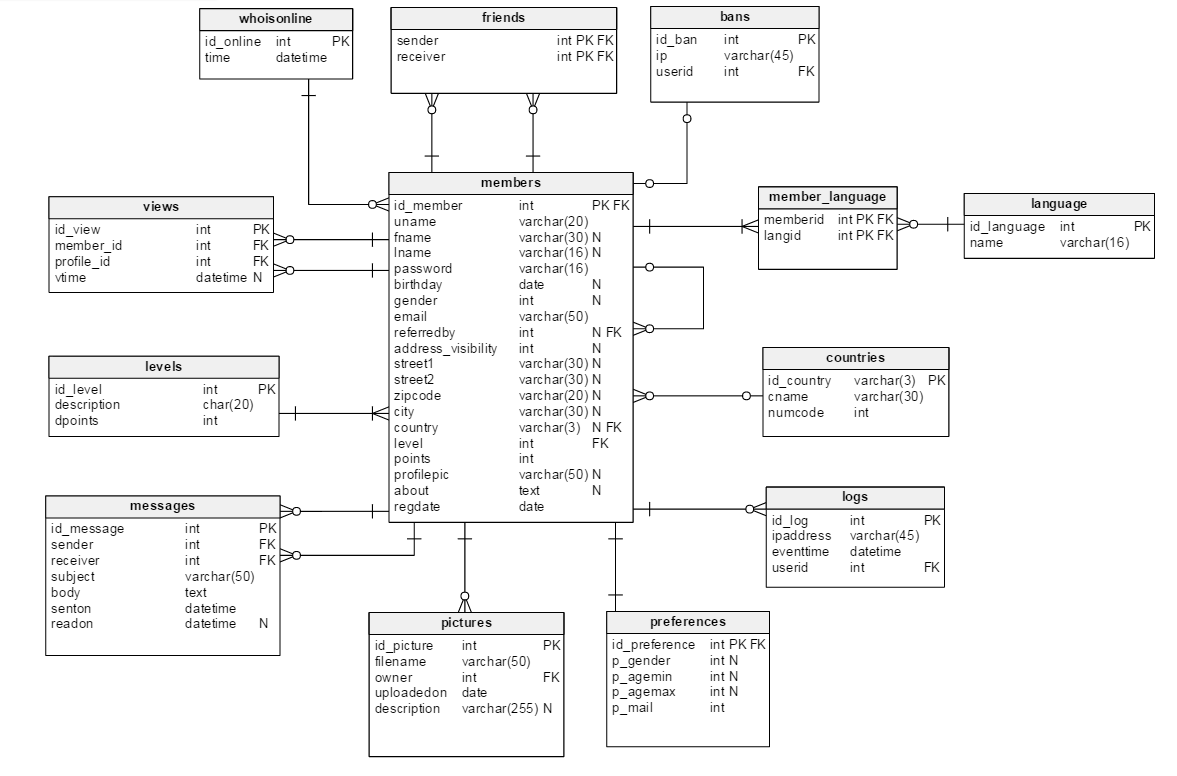 whoisonline
id_online int PK
time datetime
friends
sender int PK FK
receiver int PK FK
bans
id_ban int PK
ip varchar(45)
userid int FK
views
id_view int PK
member_id int FK
profile_id int FK
vtime datetime N
members
id_member int PK FK
uname varchar(20)
fname varchar(30) N
lname varchar(16) N
password varchar(16)
birthday date N
gender int N
email varchar(50)
referredby int N FK
address_visibility int N
street1 varchar(30) N
street2 varchar(30) N
zipcode varchar(20) N
city varchar(30) N
country varchar(3) N FK
level int FK
points int
profilepic varchar(50) N
about text N
regdate date
member_language
memberid int PK FK
langid int PK FK
language
id_language int PK
name varchar(16)
levels
id_level int PK
description char(20)
dpoints int
countries
id_country varchar(3) PK
cname varchar(30)
numcode int
messages
id_message int PK
sender int FK
receiver int FK
subject varchar(50)
body text
senton datetime
readon datetime N
logs
id_log int PK
ipaddress varchar(45)
eventtime datetime
userid int FK
pictures
id_picture int PK
filename varchar(50)
owner int FK
uploadedon date
description varchar(255) N
preferences
id_preference int PK FK
p_gender int N
p_agemin int N
p_agemax int N
p_mail int